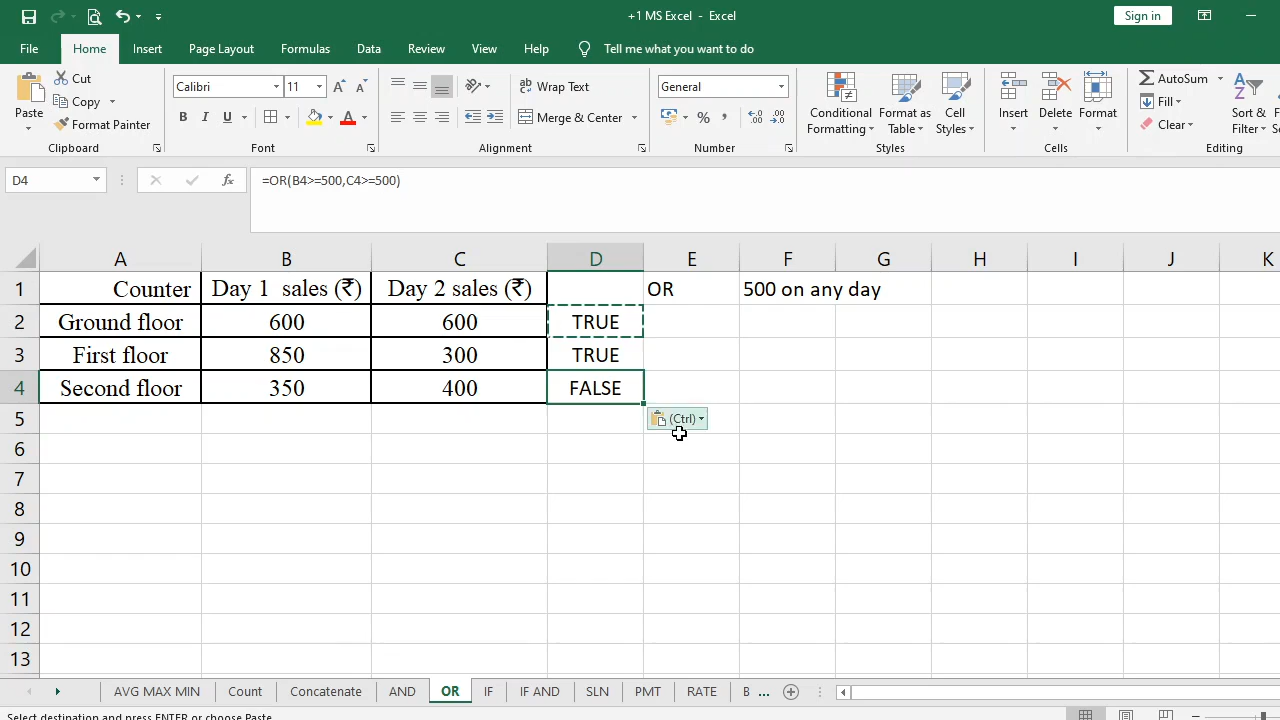 +1 MS Excel - Excel
Sign in
File Home Insert Page Layout Formulas Data Review View Help Tell me what you want to do
Paste
Cut
Copy
Format Painter
Clipboard
Calibri 11
B I U
Font
Wrap Text
Merge & Center
Alignment
General
%
Number
Conditional Formatting
Format as Table
Cell Styles
Styles
Insert Delete Format
Cells
AutoSum
Fill
Clear
Sort &
Filter
Editing
D4 fx =OR(B4>=500,C4>=500)
A B C D E F G H I J K
1 Counter Day 1 sales (₹) Day 2 sales (₹) OR 500 on any day
2 Ground floor 600 600 TRUE
3 First floor 850 300 TRUE
4 Second floor 350 400 FALSE
5 (Ctrl)
6
7
8
9
10
11
12
13
AVG MAX MIN Count Concatenate AND OR IF IF AND SLN PMT RATE B ...
Select destination and press ENTER or choose Paste